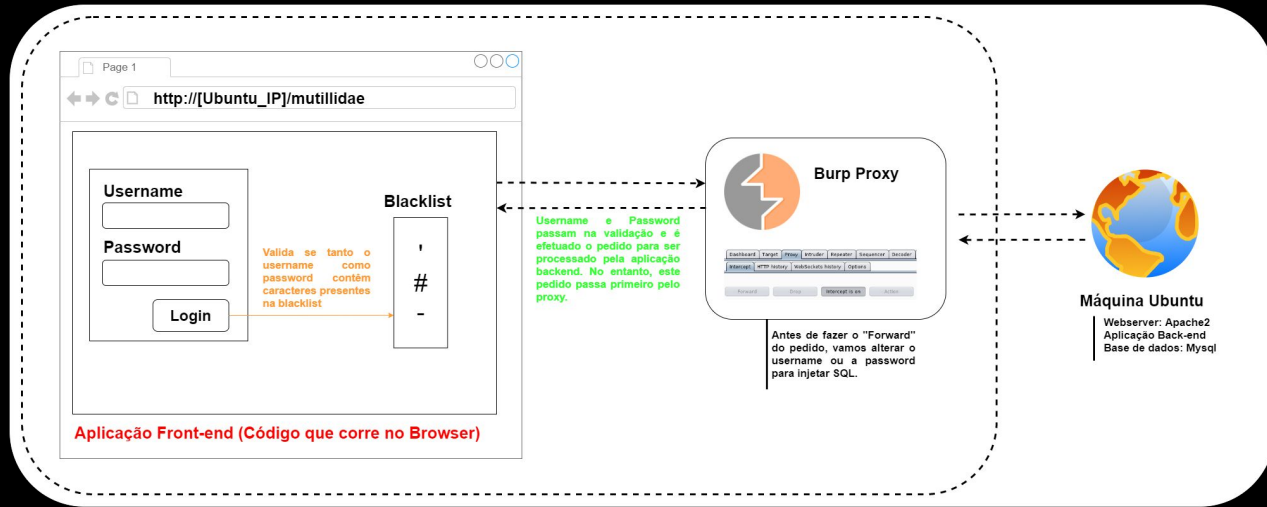 Page 1
http://[Ubuntu_IP]/mutillidae
Username
Password
Login
Valida se tanto o
username como
password contêm
caracteres presentes
na blacklist
Blacklist
'
#
-
Aplicação Front-end (Código que corre no Browser)
Username e Password
passam na validação e é
efetuado o pedido para ser
processado pela aplicação
backend. No entanto, este
pedido passa primeiro pelo
proxy.
Burp Proxy
Dashboard Target Proxy Intruder Repeater Sequencer Decoder
Intercept HTTP history WebSockets history Options
Forward Drop Intercept is on Action
Antes de fazer o "Forward"
do pedido, vamos alterar o
username ou a password
para injetar SQL.
Máquina Ubuntu
Webserver: Apache2
Aplicação Back-end
Base de dados: Mysql